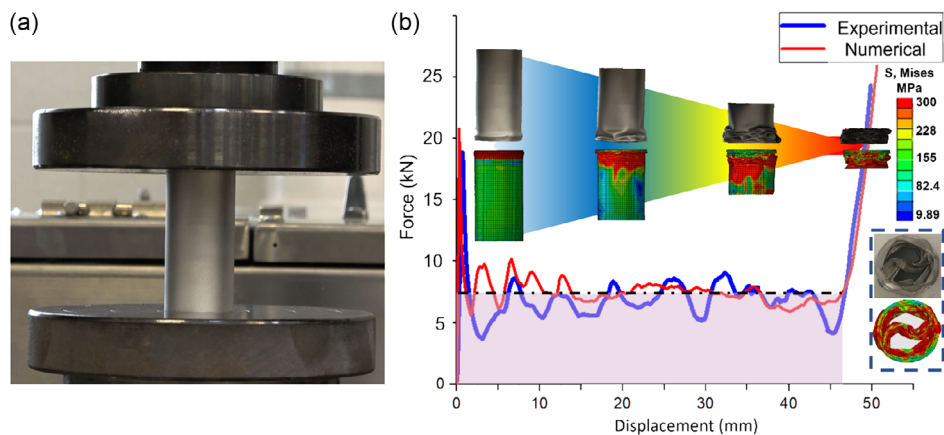 (a)
(b)
Experimental
Numerical
S, Mises
MPa
300
228
155
82.4
9.89
Force (kN)
25
20
15
10
5
0
0
10
20
30
40
50
Displacement (mm)